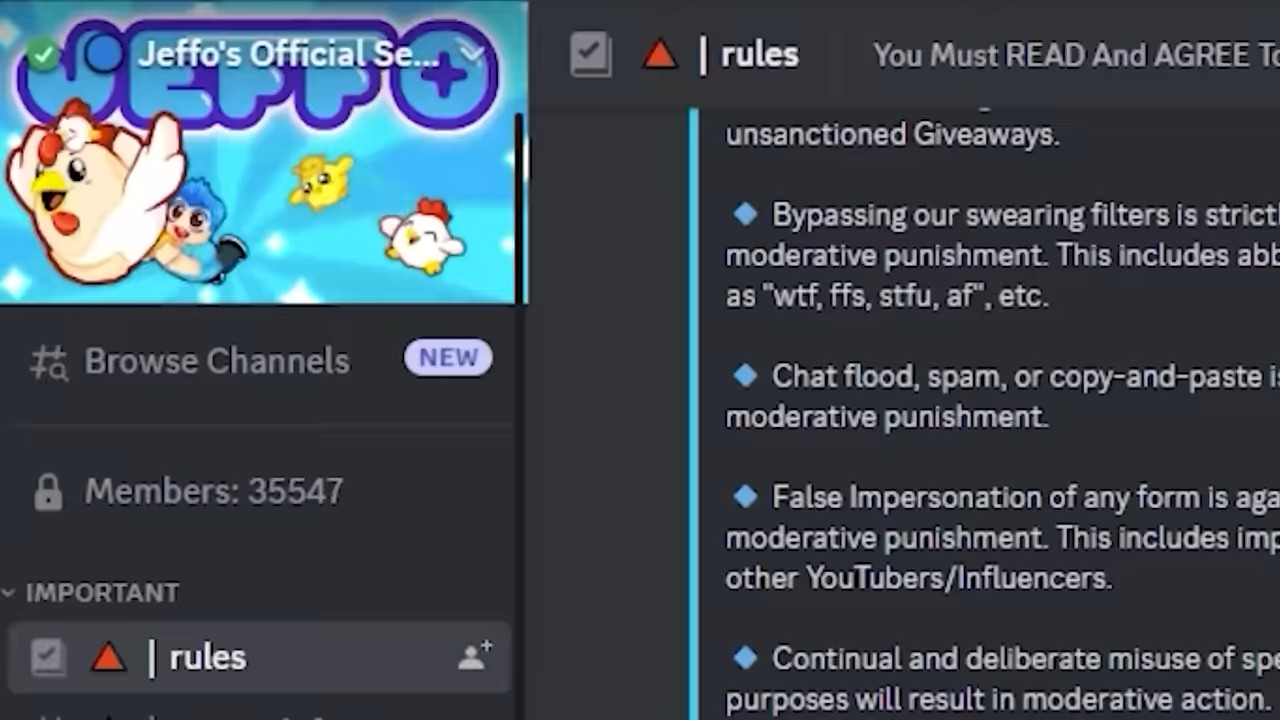 Jeffo's Official Se...
Browse Channels
NEW
Members: 35547
IMPORTANT
| rules
| rules
You Must READ And AGREE To
unsanctioned Giveaways.
Bypassing our swearing filters is strictl
moderative punishment. This includes abb
as "wtf, ffs, stfu, af", etc.
Chat flood, spam, or copy-and-paste is
moderative punishment.
False Impersonation of any form is aga
moderative punishment. This includes imp
other YouTubers/Influencers.
Continual and deliberate misuse of spe
purposes will result in moderative action.